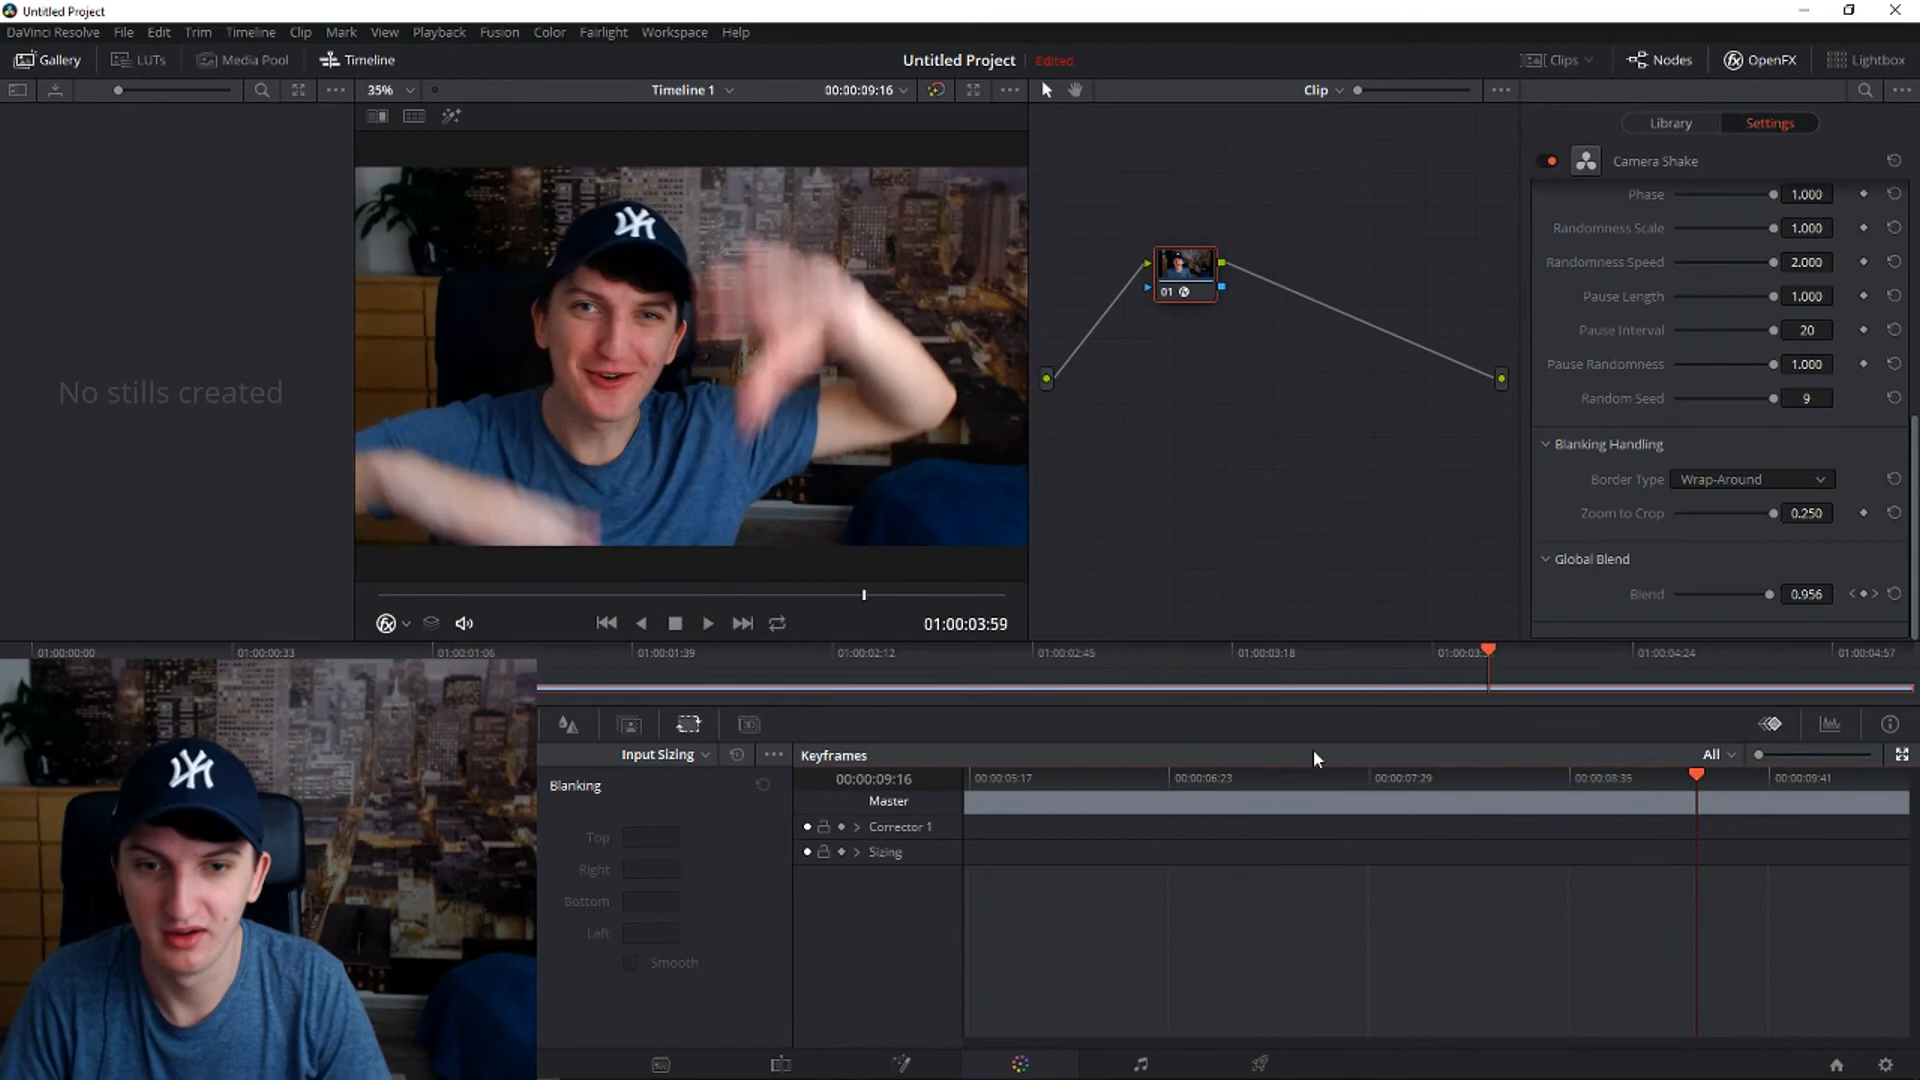 Untitled Project
DaVinci Resolve File Edit Trim Timeline Clip Mark View Playback Fusion Color Fairlight Workspace Help
Gallery LUTs Media Pool Timeline Untitled Project Edited Clips Nodes OpenFX Lightbox
35% Timeline 1 00:00:09:16 Clip
Library Settings
Camera Shake
Phase 1.000
Randomness Scale 1.000
Randomness Speed 2.000
Pause Length 1.000
Pause Interval 20
Pause Randomness 1.000
Random Seed 9
Blanking Handling
Border Type Wrap-Around
Zoom to Crop 0.250
Global Blend
Blend 0.956
No stills created
NY
01
01:00:03:59
01:00:00:00 01:00:00:33 01:00:01:06 01:00:01:39 01:00:02:12 01:00:02:45 01:00:03:18 01:00:03: 01:00:04:24 01:00:04:57
NY
Input Sizing
Blanking
Top
Right
Bottom
Left
Smooth
Keyframes All
00:00:09:16 00:00:05:17 00:00:06:23 00:00:07:29 00:00:08:35 00:00:09:41
Master
Corrector 1
Sizing